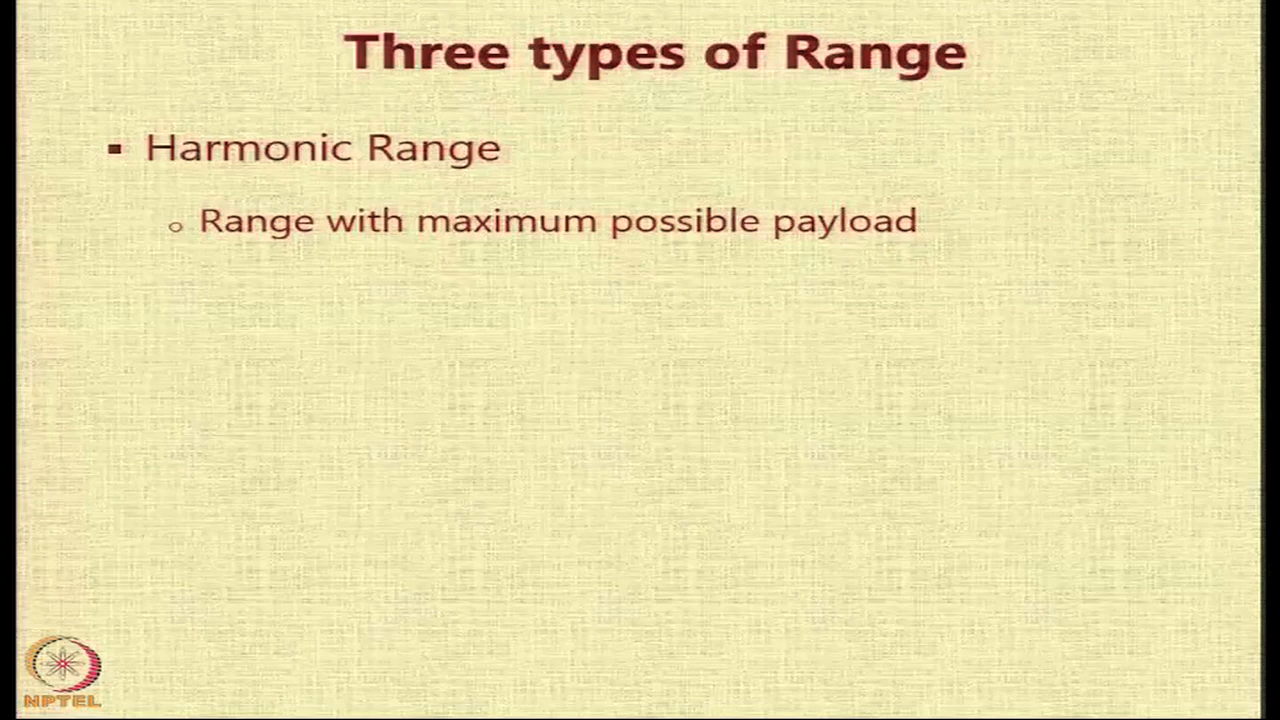 Three types of Range
▪ Harmonic Range
○ Range with maximum possible payload
NPTEL